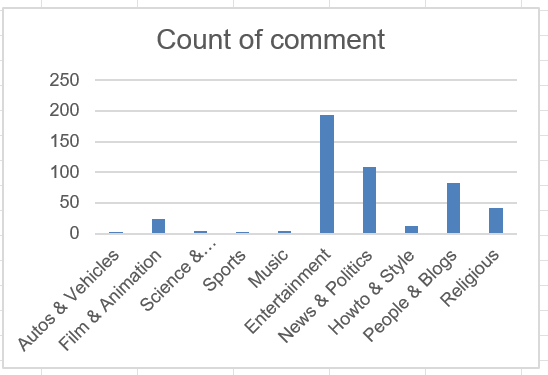 Count of comment
250
200
150
100
50
0
Autos & Vehicles
Film & Animation
Science &...
Sports
Music
Entertainment
News & Politics
Howto & Style
People & Blogs
Religious